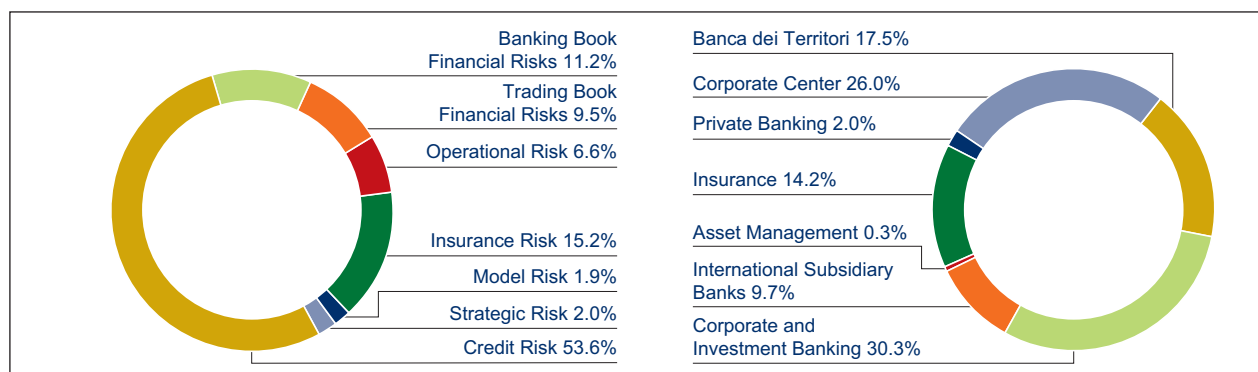 Banking Book
Financial Risks 11.2%
Trading Book
Financial Risks 9.5%
Operational Risk 6.6%
Insurance Risk 15.2%
Model Risk 1.9%
Strategic Risk 2.0%
Credit Risk 53.6%
Banca dei Territori 17.5%
Corporate Center 26.0%
Private Banking 2.0%
Insurance 14.2%
Asset Management 0.3%
International Subsidiary
Banks 9.7%
Corporate and
Investment Banking 30.3%